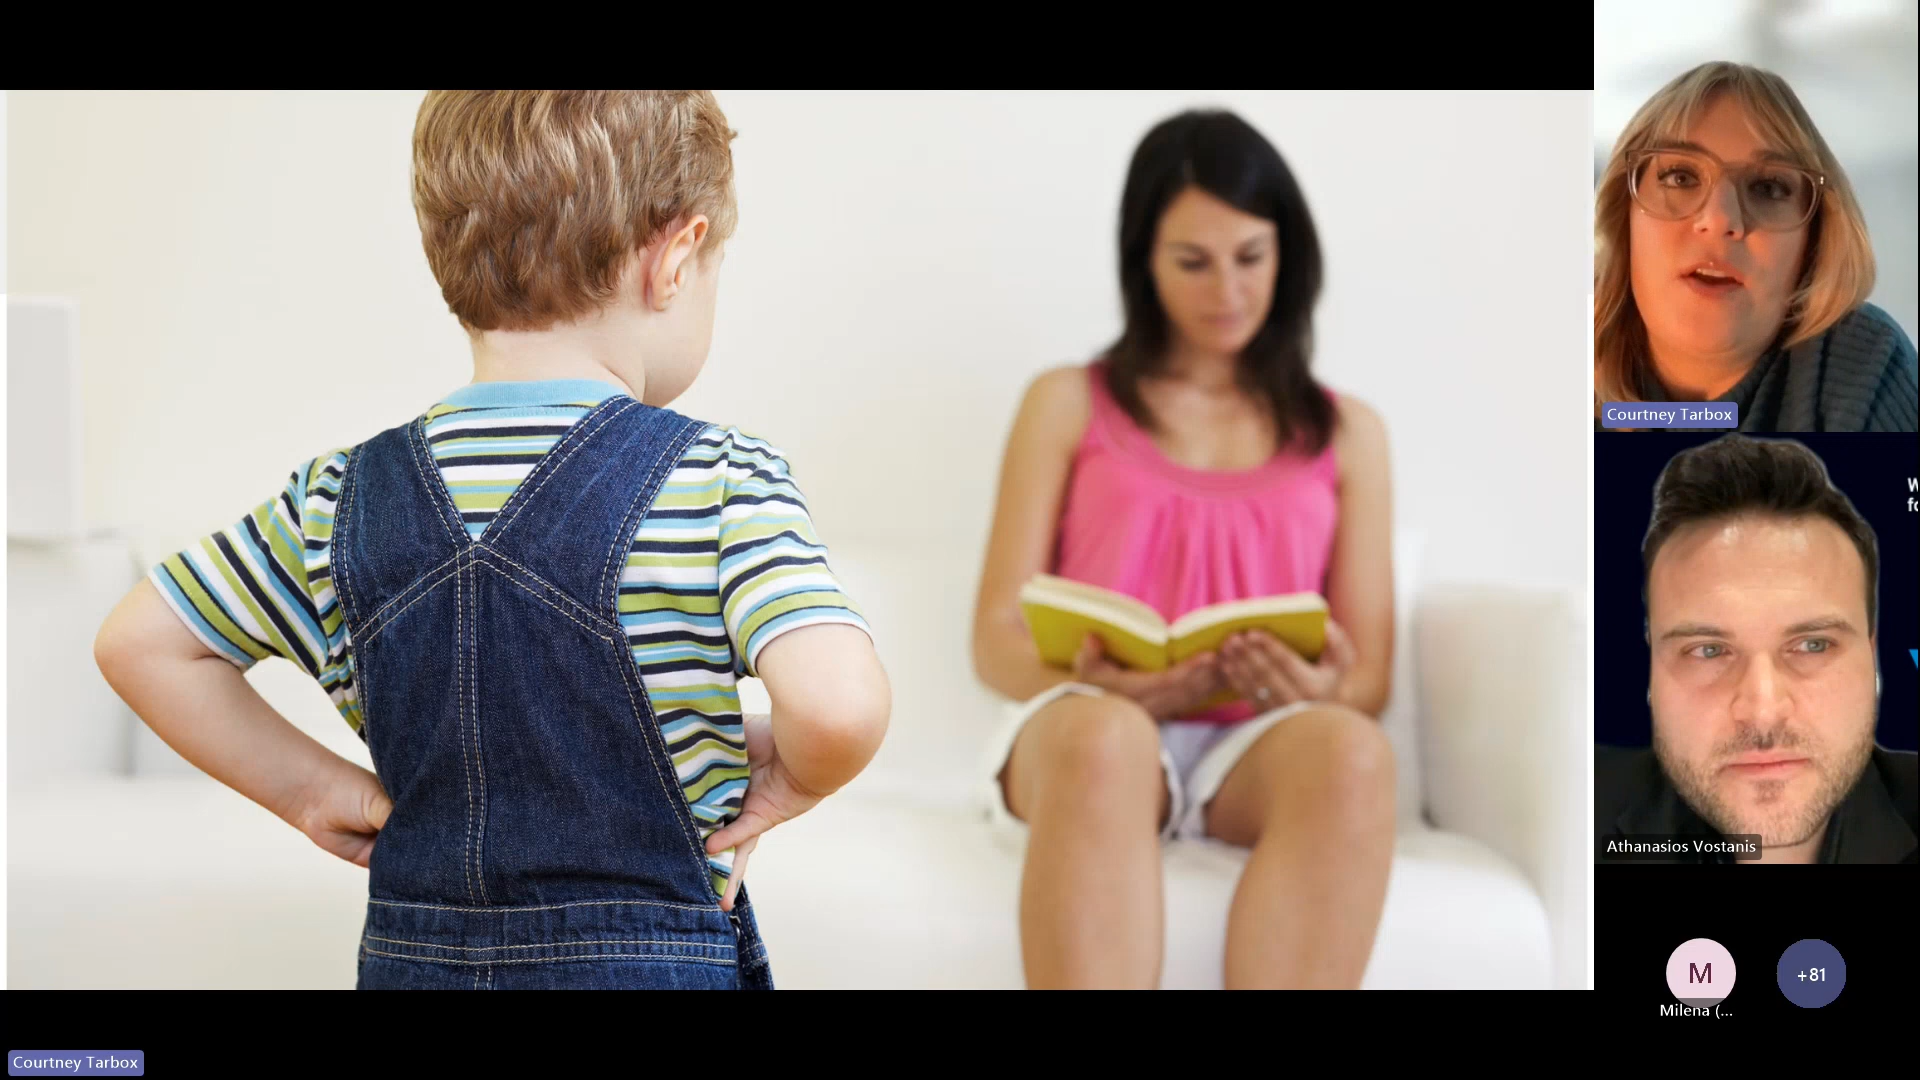 Courtney Tarbox
Athanasios Vostanis
M
+81
Milena (...
Courtney Tarbox